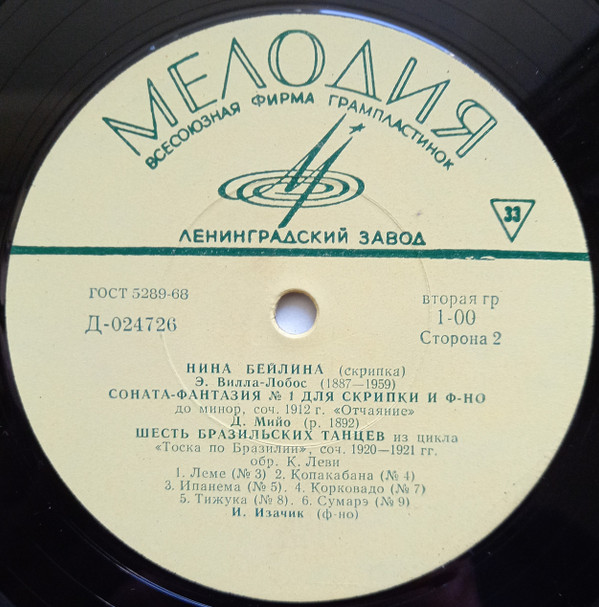 МЕЛОДИЯ
ВСЕСОЮЗНАЯ ФИРМА ГРАМПЛАСТИНОК
33
ЛЕНИНГРАДСКИЙ ЗАВОД
ГОСТ 5289-68
вторая гр
Д-024726
1-00
Сторона 2
НИНА БЕЙЛИНА (скрипка)
Э. Вилла-Лобос (1887—1959)
СОНАТА-ФАНТАЗИЯ № 1 ДЛЯ СКРИПКИ И Ф-НО
до минор, соч. 1912 г. «Отчаяние»
Д. Мийо (р. 1892)
ШЕСТЬ БРАЗИЛЬСКИХ ТАНЦЕВ из цикла
«Тоска по Бразилии», соч. 1920—1921 гг.
обр. К. Леви
1. Леме (№ 3) 2. Копакабана (№ 4)
3. Ипанема (№ 5). 4. Корковадо (№ 7)
5. Тижука (№ 8). 6. Сумарэ (№ 9)
И. Изачик (ф-но)